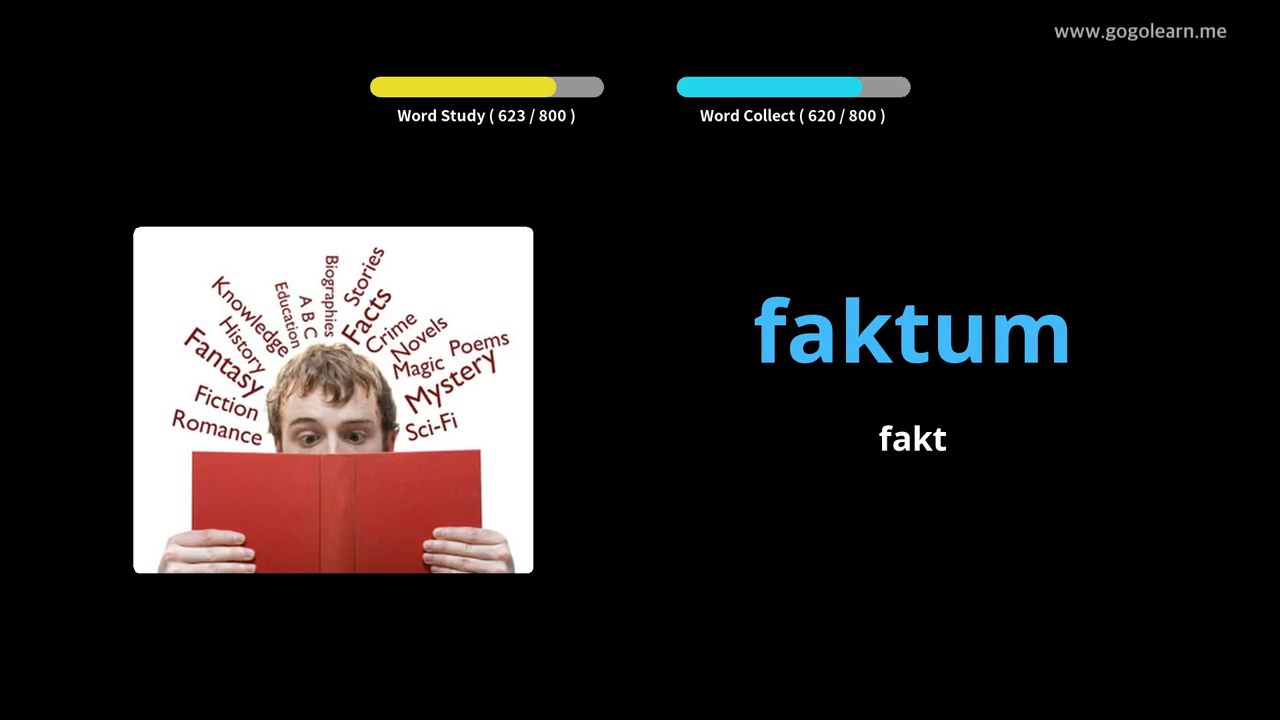 www.gogolearn.me
Word Study ( 623 / 800 )
Word Collect ( 620 / 800 )
Knowledge
Education
A B C
Biographies
Stories
Facts
Crime
Novels
Poems
History
Magic
Fantasy
Mystery
Fiction
Romance
Sci-Fi
faktum
fakt